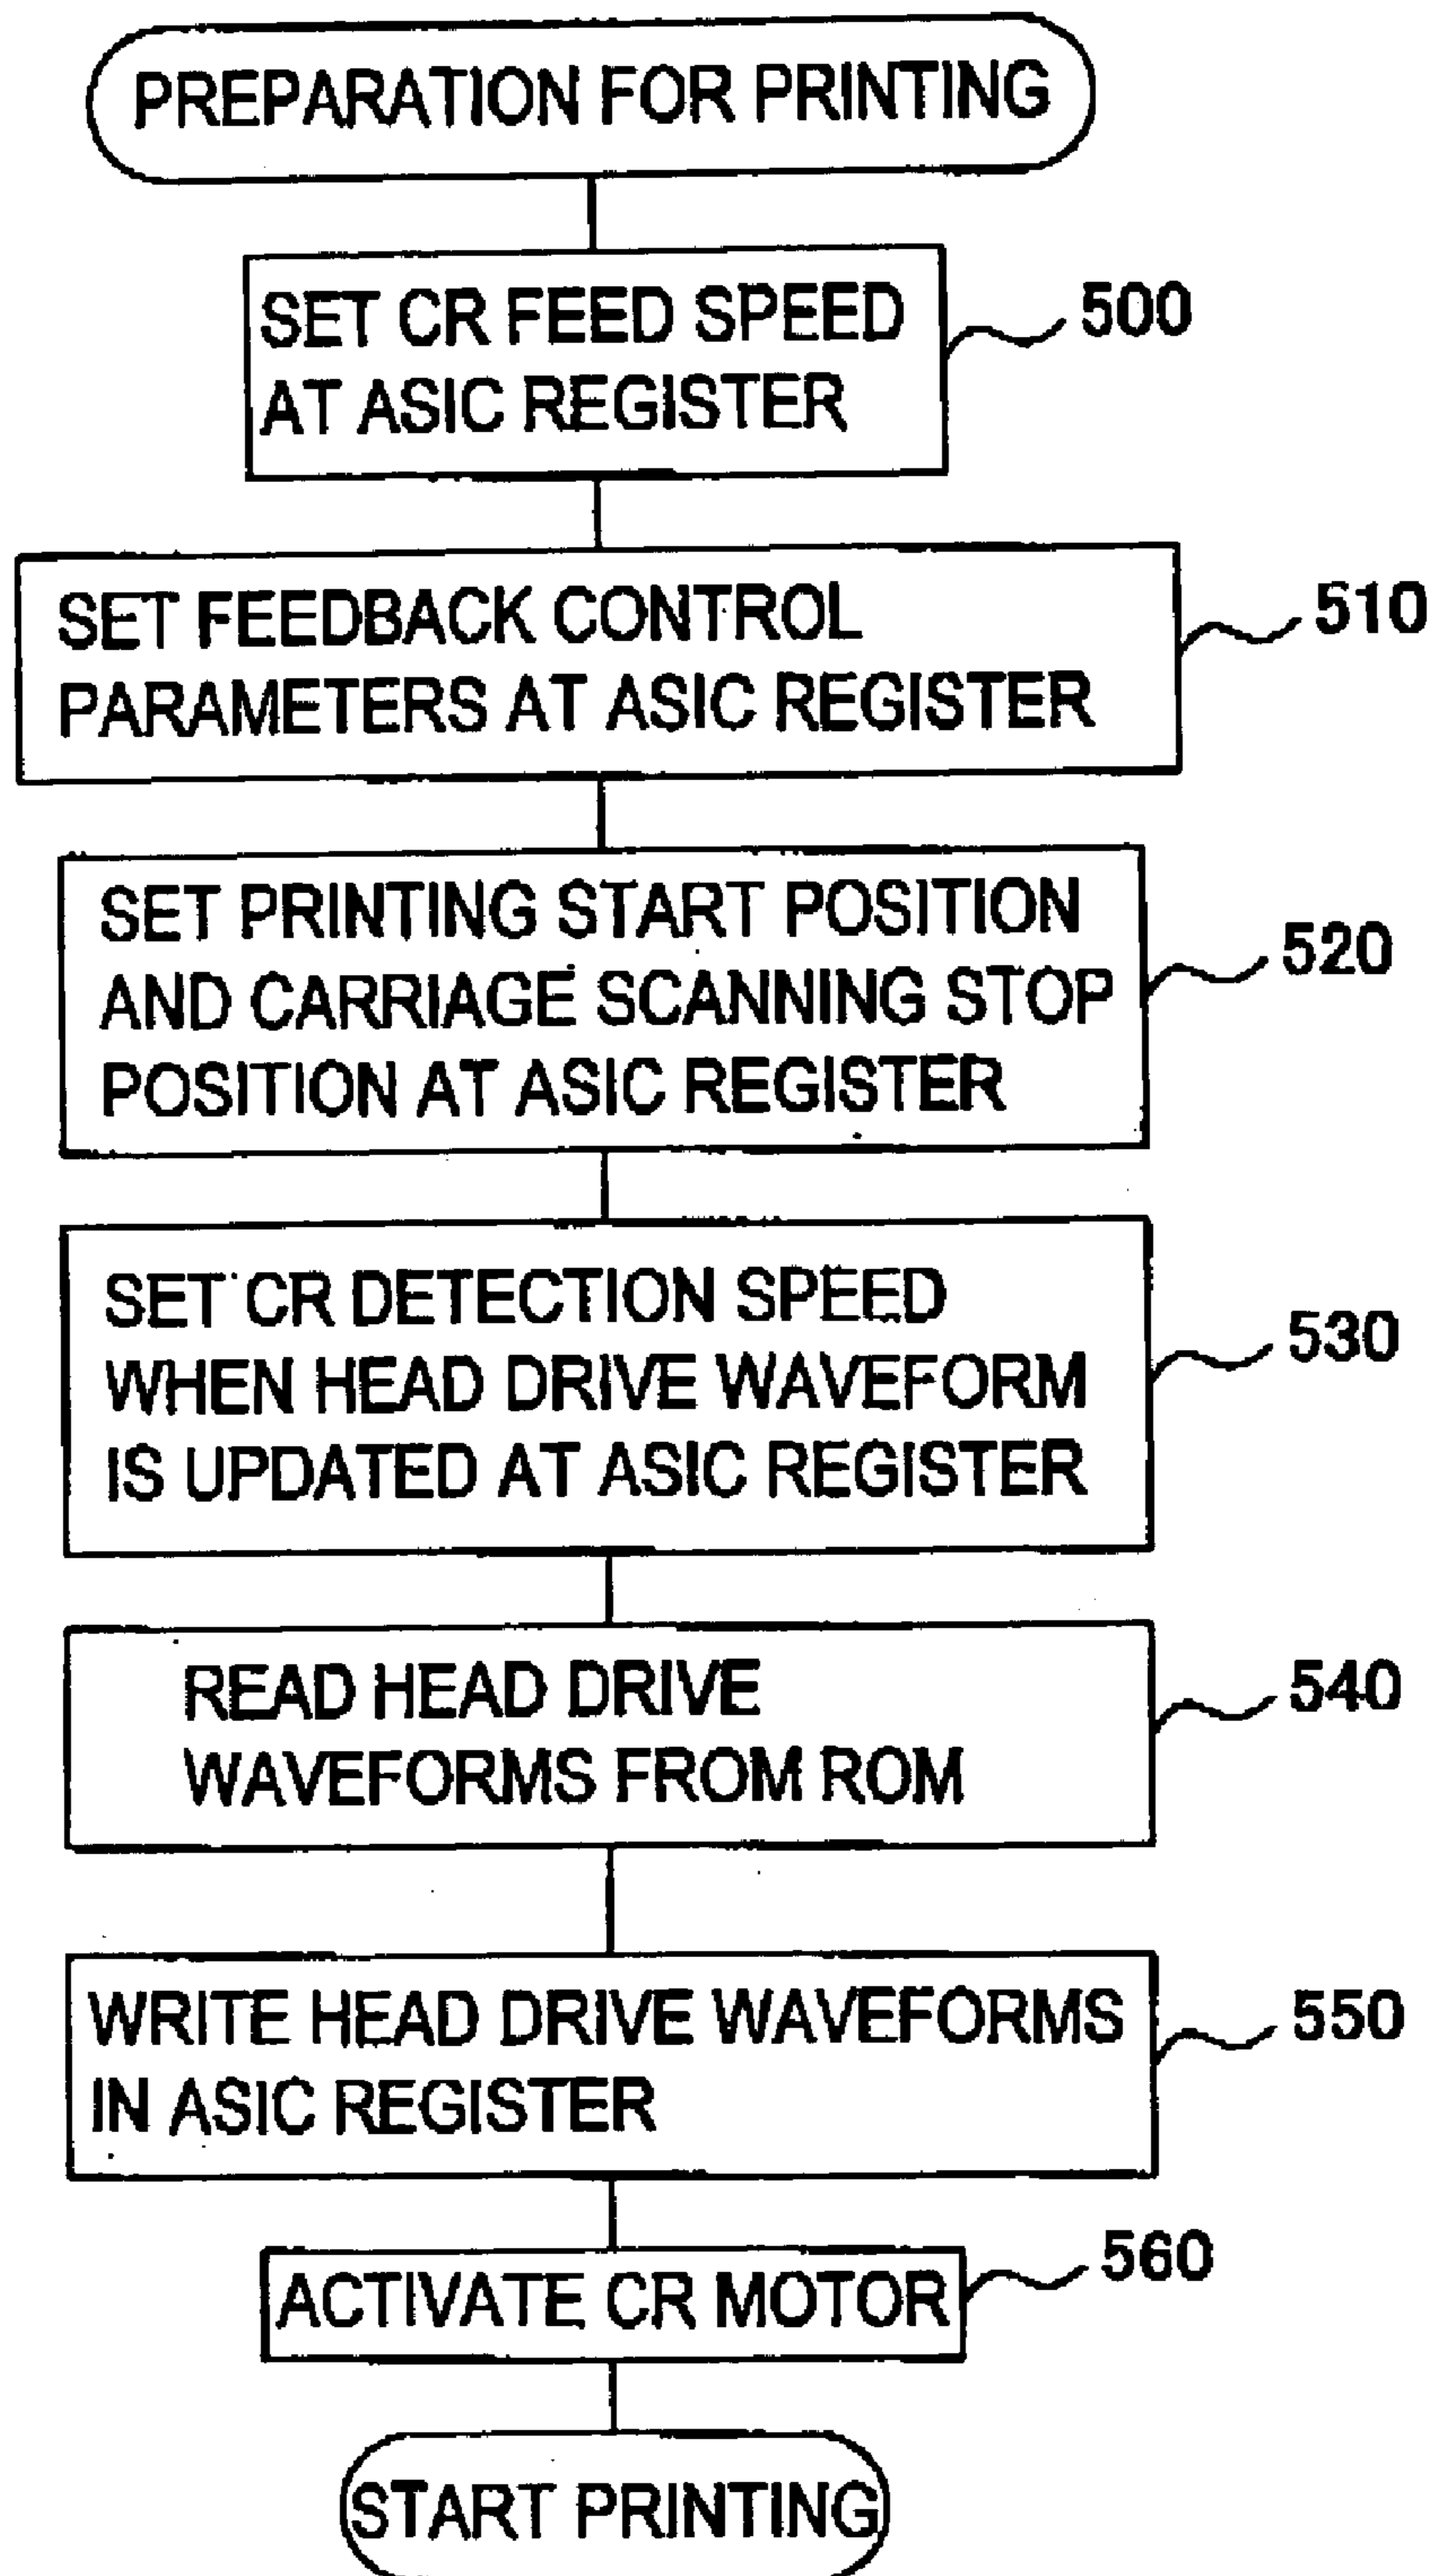 PREPARATION FOR PRINTING
SET CR FEED SPEED
AT ASIC REGISTER
500
SET FEEDBACK CONTROL
PARAMETERS AT ASIC REGISTER
510
SET PRINTING START POSITION
AND CARRIAGE SCANNING STOP
POSITION AT ASIC REGISTER
520
SET CR DETECTION SPEED
WHEN HEAD DRIVE WAVEFORM
IS UPDATED AT ASIC REGISTER
530
READ HEAD DRIVE
WAVEFORMS FROM ROM
540
WRITE HEAD DRIVE WAVEFORMS
IN ASIC REGISTER
550
ACTIVATE CR MOTOR
560
START PRINTING